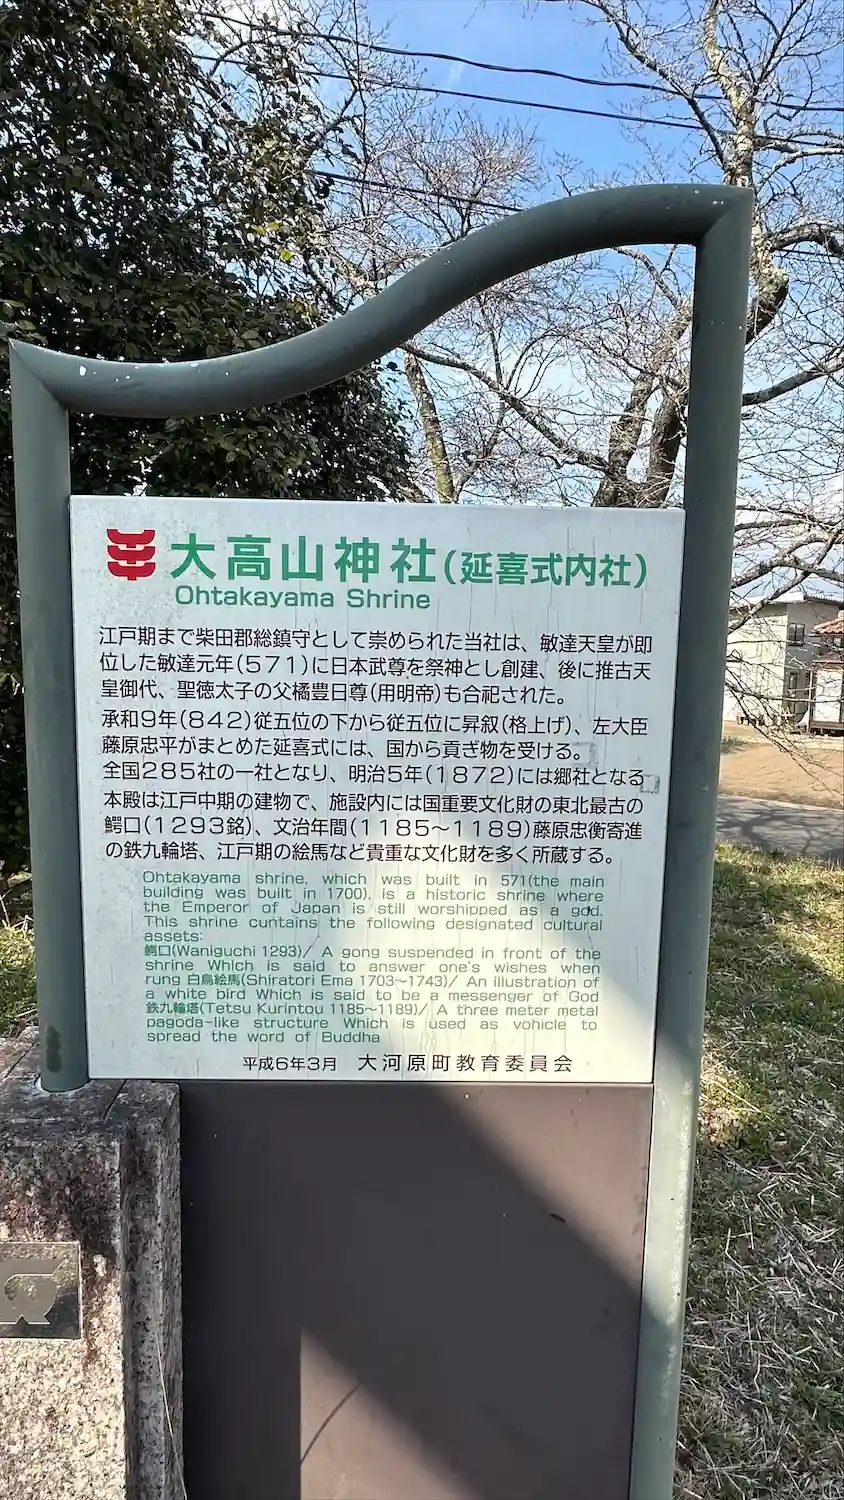 大高山神社(延喜式内社)
Ohtakayama Shrine
江戸期まで柴田郡総鎮守として崇められた当社は、敏達天皇が即
位した敏達元年(571)に日本武尊を祭神とし創建、後に推古天
皇御代、聖徳太子の父橘豊日尊(用明帝)も合祀された。
承和9年(842)従五位の下から従五位に昇叙(格上げ)、左大臣
藤原忠平がまとめた延喜式には、国から貢ぎ物を受ける。
全国285社の一社となり、明治5年(1872)には郷社となる
本殿は江戸中期の建物で、施設内には国重要文化財の東北最古の
鰐口(1293銘)、文治年間(1185～1189)藤原忠衡寄進
の鉄九輪塔、江戸期の絵馬など貴重な文化財を多く所蔵する。
Ohtakayama shrine, which was built in 571(the main
building was built in 1700), is a historic shrine where
the Emperor of Japan is still worshipped as a god.
This shrine cuntains the following designated cultural
assets:
鰐口(Waniguchi 1293)/ A gong suspended in front of the
shrine Which is said to answer one's wishes when
rung 白鳥絵馬(Shiratori Ema 1703～1743)/ An illustration of
a white bird Which is said to be a messenger of God
鉄九輪塔(Tetsu Kurintou 1185～1189)/ A three meter metal
pagoda-like structure Which is used as vohicle to
spread the word of Buddha
平成6年3月 大河原町教育委員会